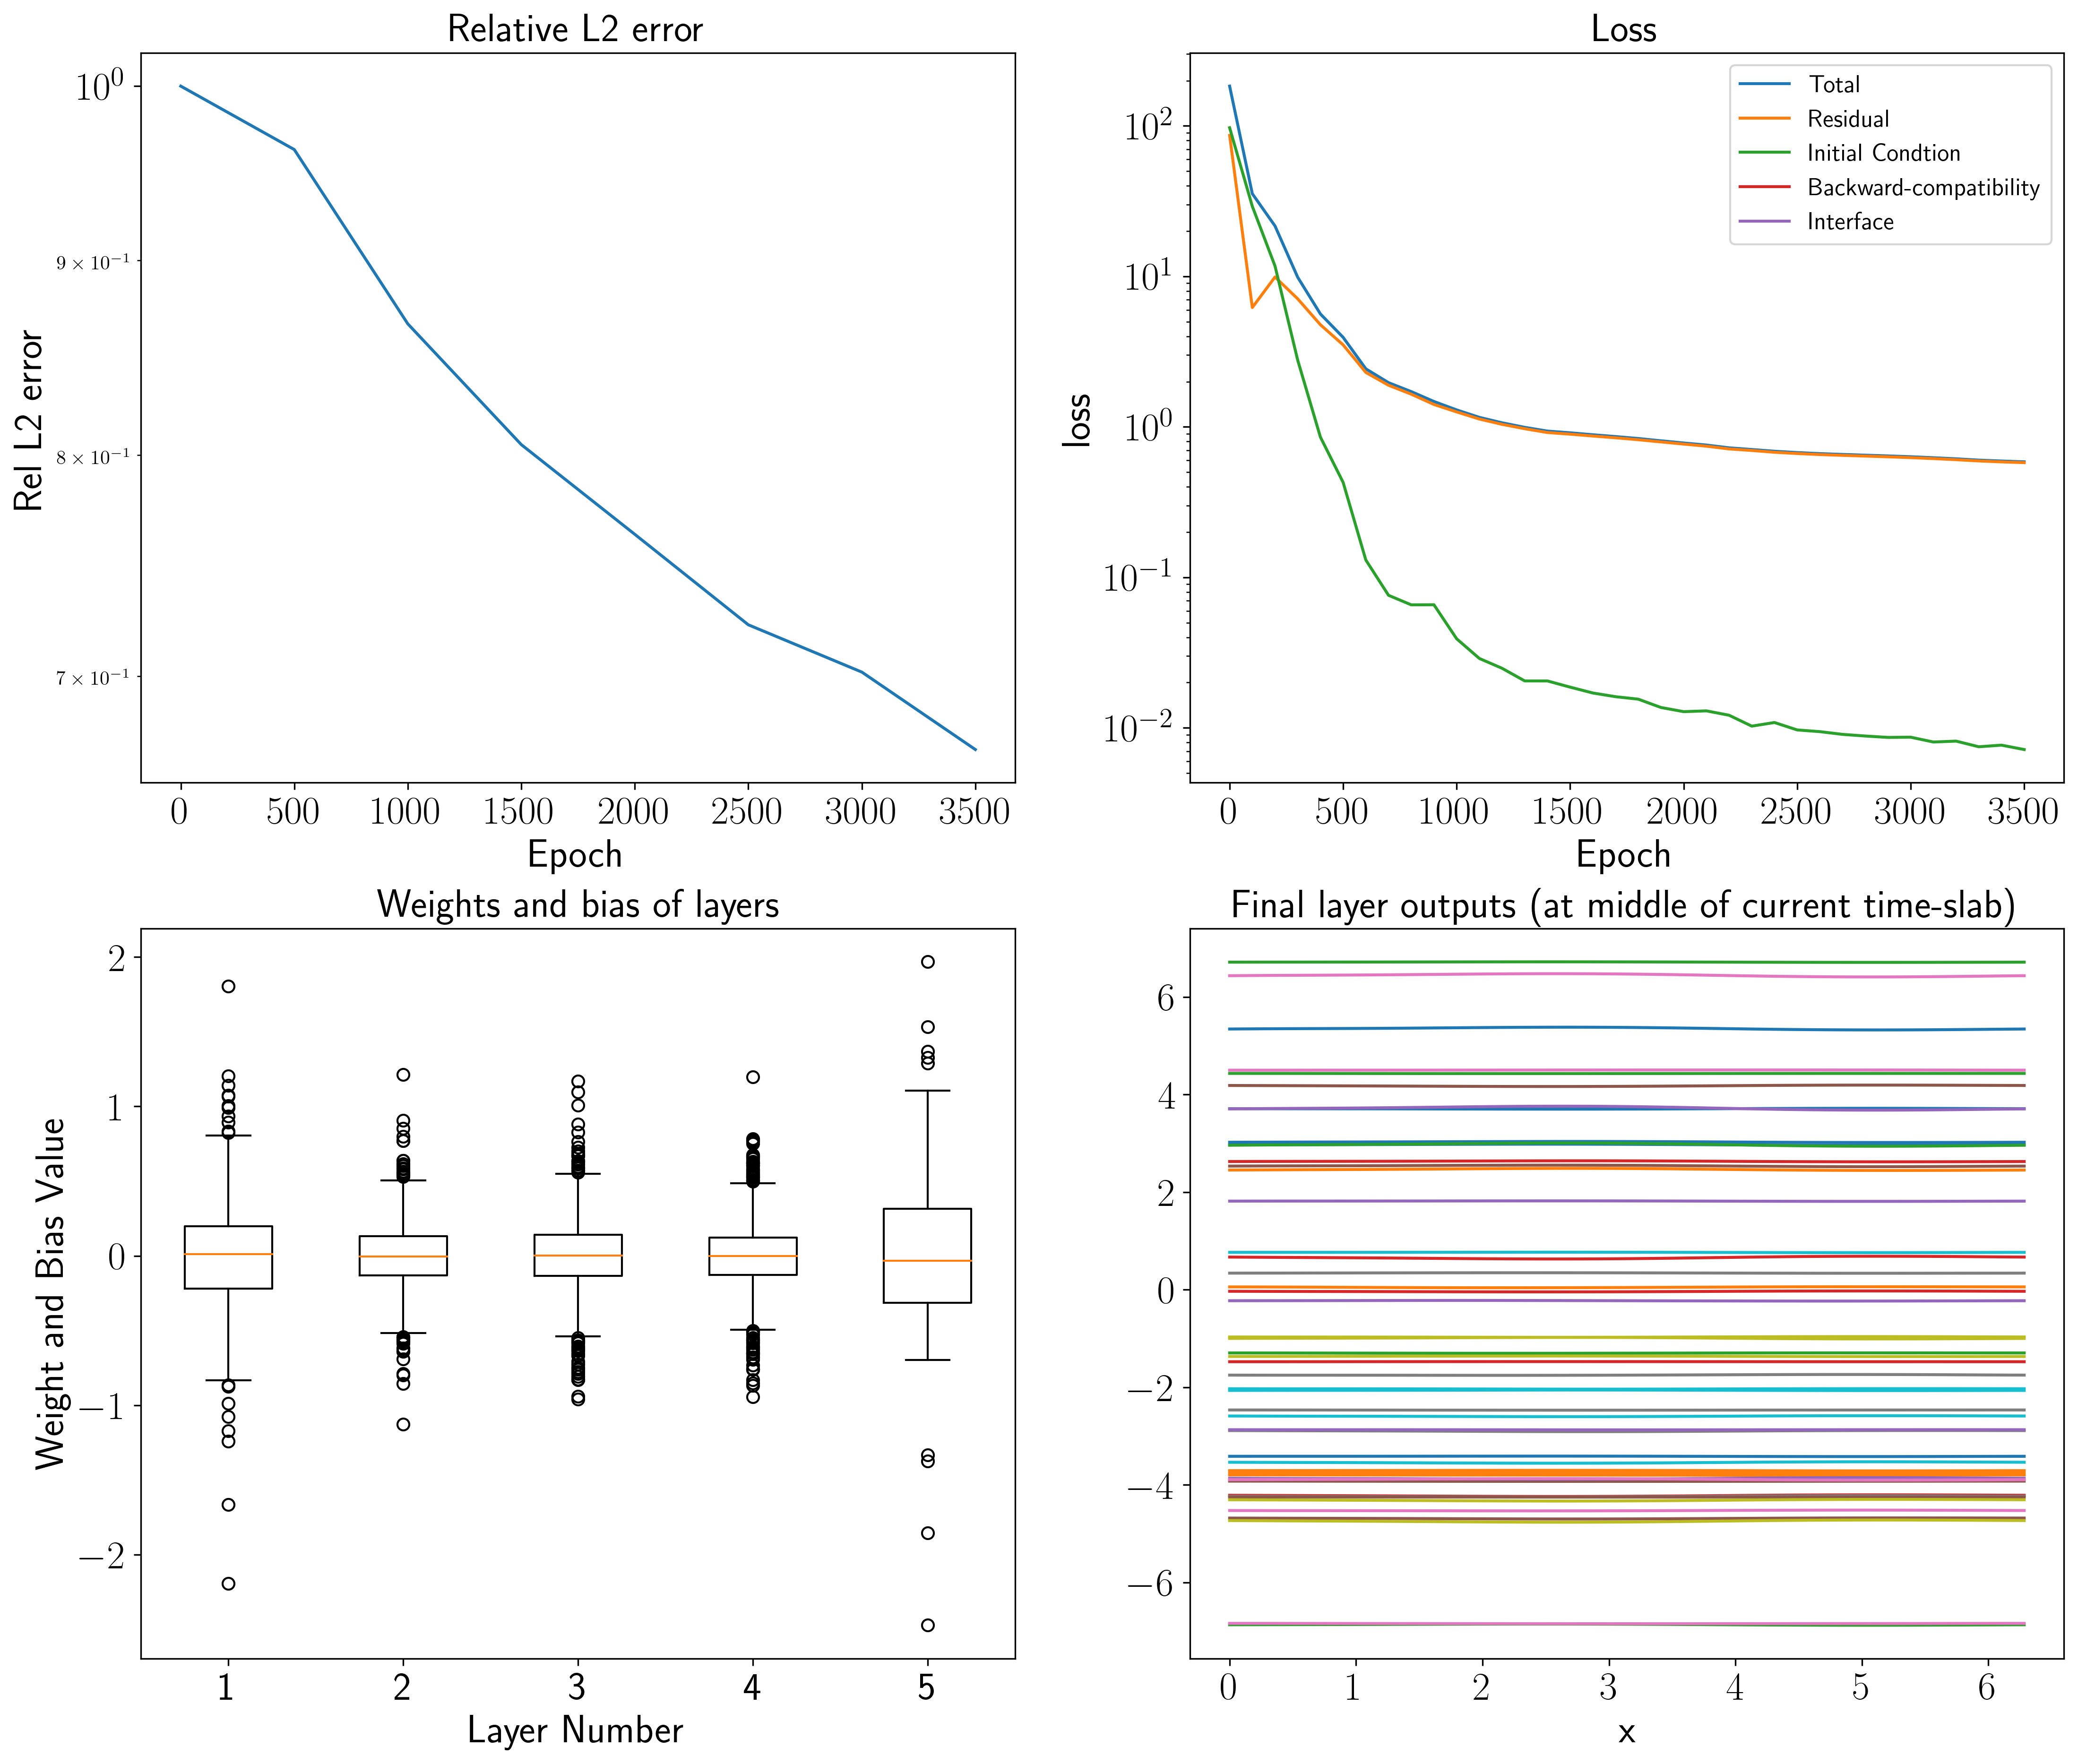 Relative L2 error
10^0
9 × 10^−1
8 × 10^−1
7 × 10^−1
Rel L2 error
0 500 1000 1500 2000 2500 3000 3500
Epoch
Loss
Total
Residual
Initial Condtion
Backward-compatibility
Interface
10^2
10^1
10^0
10^−1
10^−2
loss
0 500 1000 1500 2000 2500 3000 3500
Epoch
Weights and bias of layers
2
1
0
−1
−2
Weight and Bias Value
1 2 3 4 5
Layer Number
Final layer outputs (at middle of current time-slab)
6
4
2
0
−2
−4
−6
0 1 2 3 4 5 6
x